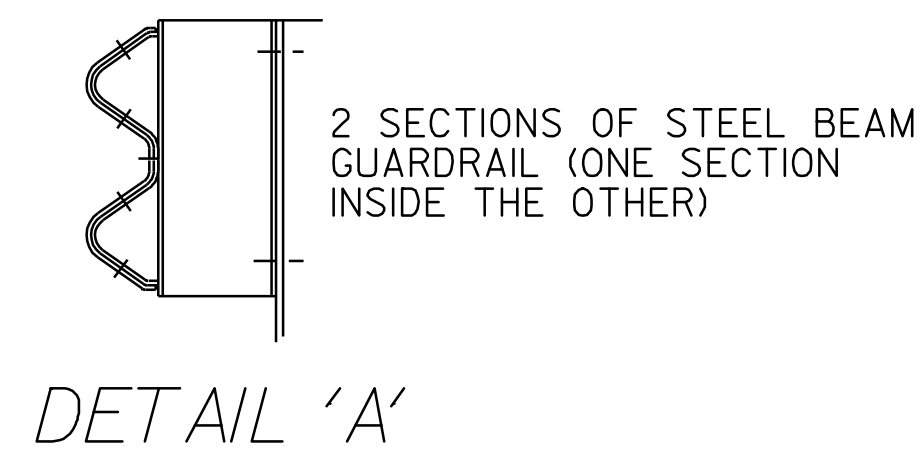 2 SECTIONS OF STEEL BEAM
GUARDRAIL (ONE SECTION
INSIDE THE OTHER)
DETAIL 'A'